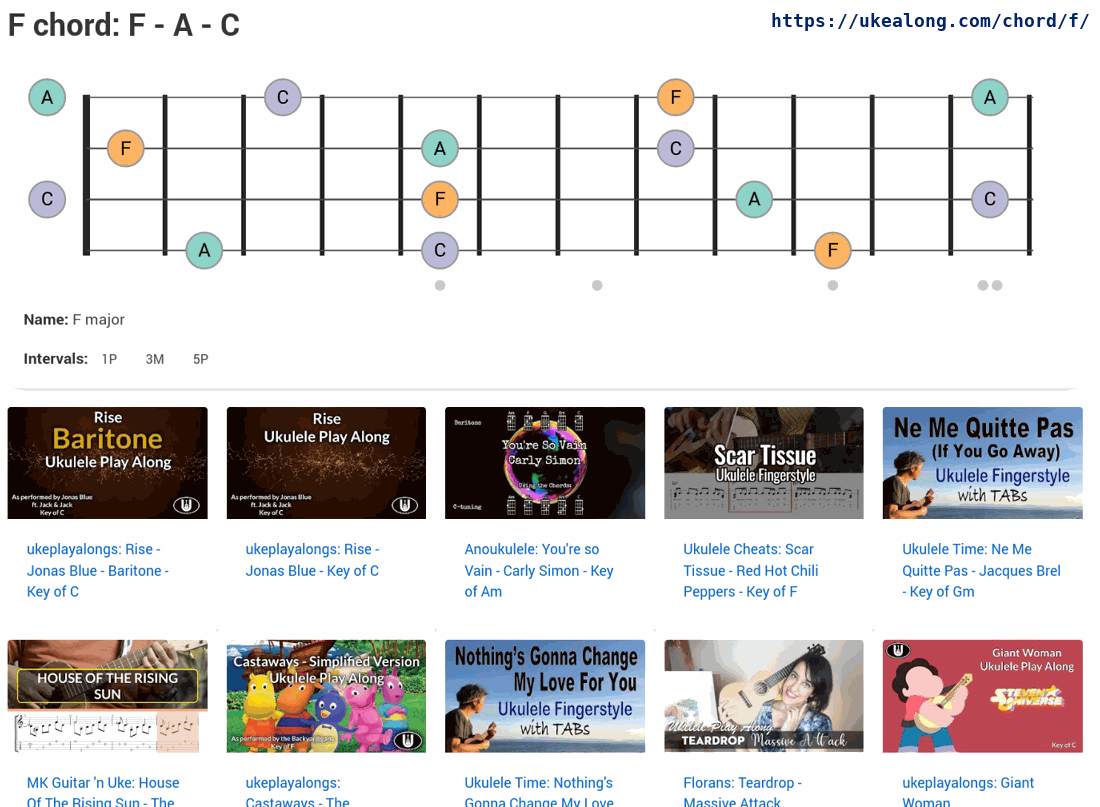 F chord: F - A - C
https://ukealong.com/chord/f/
A C F A
F A C
C F A C
A C F
Name: F major
Intervals: 1P 3M 5P
Rise
Baritone
Ukulele Play Along
As performed by Jonas Blue
ft. Jack & Jack
Key of C
ukeplayalongs: Rise -
Jonas Blue - Baritone -
Key of C
Rise
Ukulele Play Along
As performed by Jonas Blue
ft. Jack & Jack
Key of C
ukeplayalongs: Rise -
Jonas Blue - Key of C
Baritone
You're So Vain
Carly Simon
Using the Chords:
C-tuning
Anoukulele: You're so
Vain - Carly Simon - Key
of Am
Scar Tissue
Ukulele Fingerstyle
Ukulele Cheats: Scar
Tissue - Red Hot Chili
Peppers - Key of F
Ne Me Quitte Pas
(If You Go Away)
Ukulele Fingerstyle
with TABs
Ukulele Time: Ne Me
Quitte Pas - Jacques Brel
- Key of Gm
HOUSE OF THE RISING
SUN
MK Guitar 'n Uke: House
Of The Rising Sun - The
Castaways - Simplified Version
Ukulele Play Along
As performed by the Backyardigans
Key of F
ukeplayalongs:
Castaways - The
Nothing's Gonna Change
My Love For You
Ukulele Fingerstyle
with TABs
Ukulele Time: Nothing's
Gonna Change My Love
Ukulele Play Along
TEARDROP Massive Attack
Florans: Teardrop -
Massive Attack
Giant Woman
Ukulele Play Along
STEVEN
UNIVERSE
Key of C
ukeplayalongs: Giant
Woman